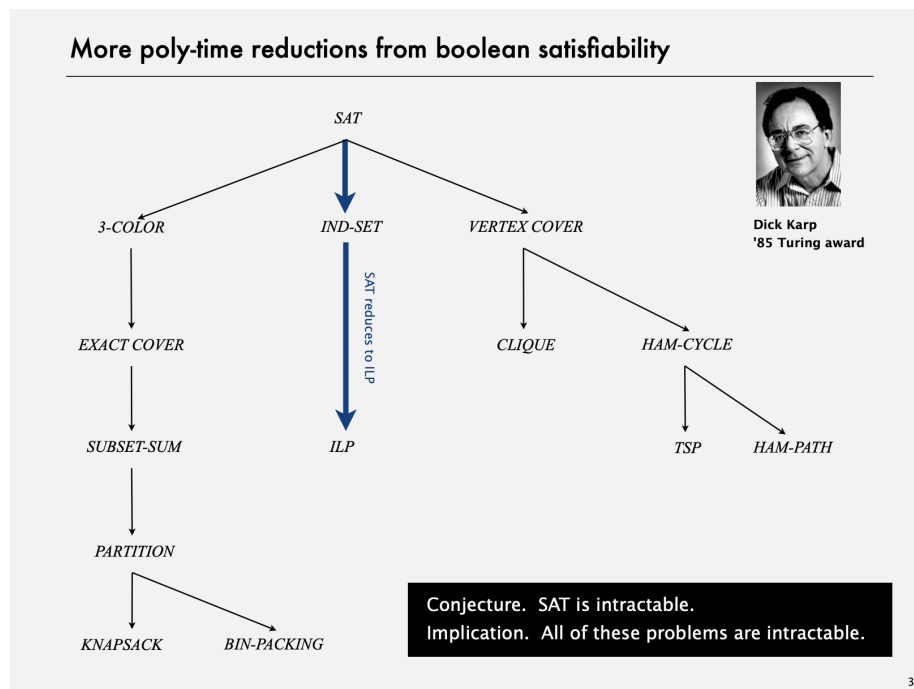 More poly-time reductions from boolean satisfiability
SAT
3-COLOR
IND-SET
VERTEX COVER
Dick Karp
'85 Turing award
SAT reduces to ILP
EXACT COVER
CLIQUE
HAM-CYCLE
SUBSET-SUM
ILP
TSP
HAM-PATH
PARTITION
KNAPSACK
BIN-PACKING
Conjecture. SAT is intractable.
Implication. All of these problems are intractable.
3